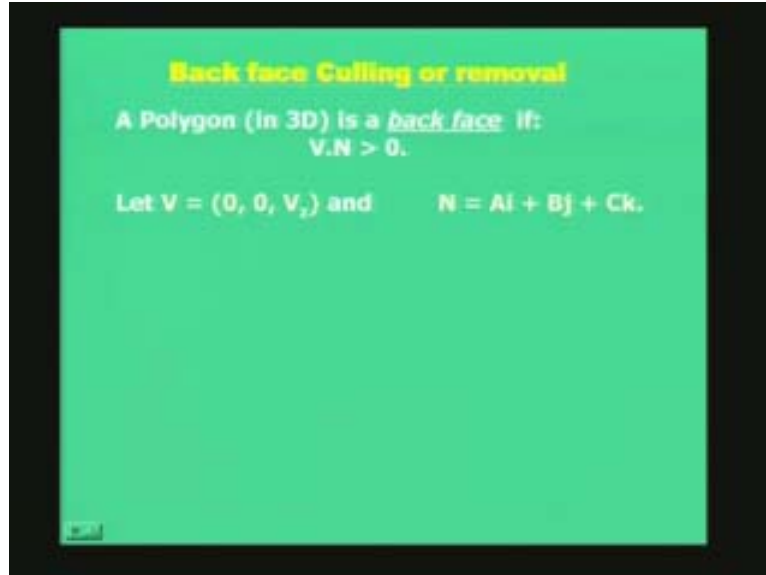 Back face Culling or removal
A Polygon (in 3D) is a back face if:
V.N > 0.
Let V = (0, 0, V_z) and N = Ai + Bj + Ck.